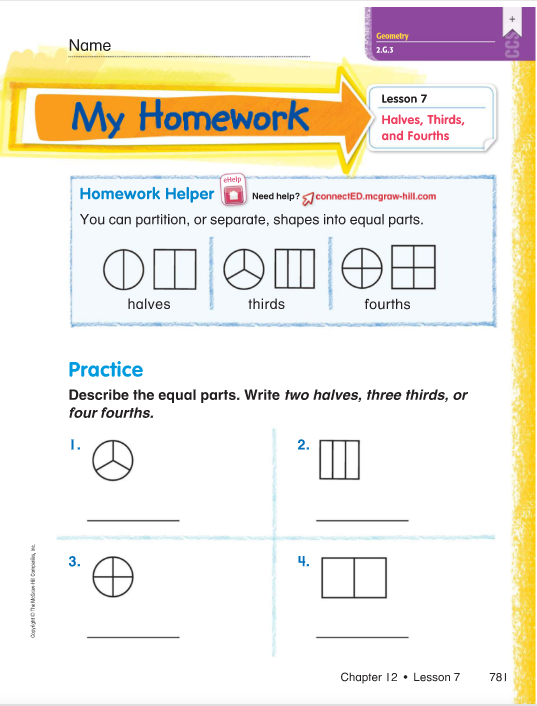 Name
Geometry
2.G.3
+
CCSS
My Homework
Lesson 7
Halves, Thirds,
and Fourths
Homework Helper
eHelp
Need help? connectED.mcgraw-hill.com
You can partition, or separate, shapes into equal parts.
halves
thirds
fourths
Practice
Describe the equal parts. Write two halves, three thirds, or
four fourths.
1.
2.
3.
4.
Copyright © The McGraw-Hill Companies, Inc.
Chapter 12 • Lesson 7 781